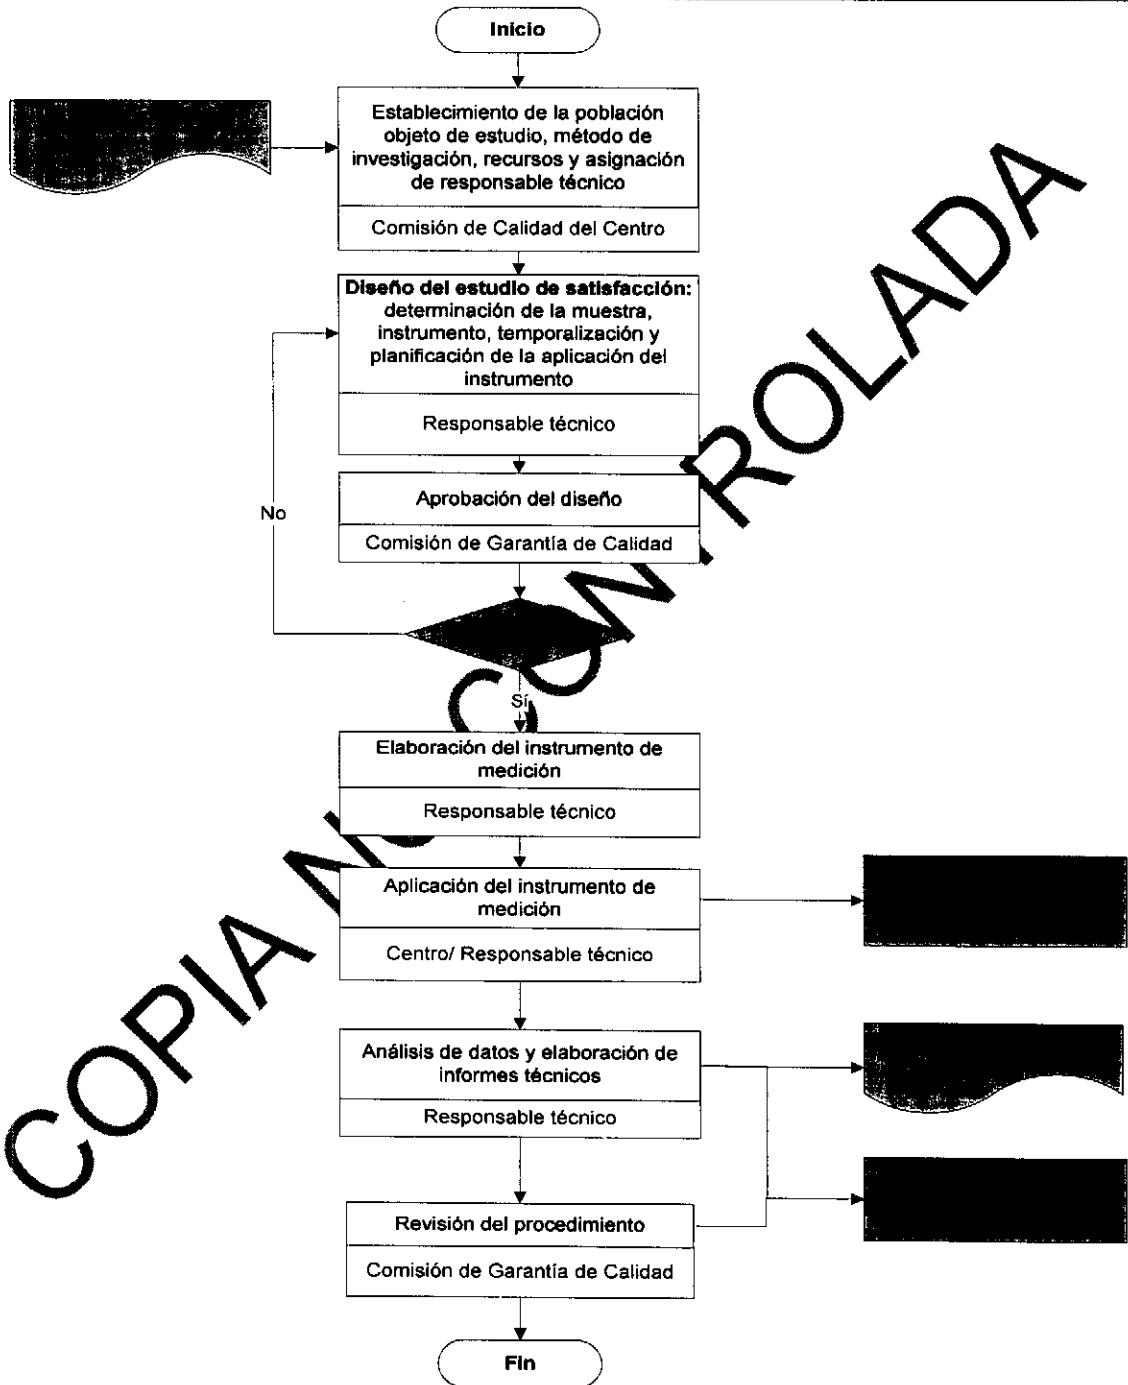 Inicio
Establecimiento de la población
objeto de estudio, método de
investigación, recursos y asignación
de responsable técnico
Comisión de Calidad del Centro
Diseño del estudio de satisfacción:
determinación de la muestra,
instrumento, temporalización y
planificación de la aplicación del
instrumento
Responsable técnico
Aprobación del diseño
Comisión de Garantía de Calidad
No
Sí
Elaboración del instrumento de
medición
Responsable técnico
Aplicación del instrumento de
medición
Centro/ Responsable técnico
Análisis de datos y elaboración de
informes técnicos
Responsable técnico
Revisión del procedimiento
Comisión de Garantía de Calidad
Fin
COPIA NO CONTROLADA